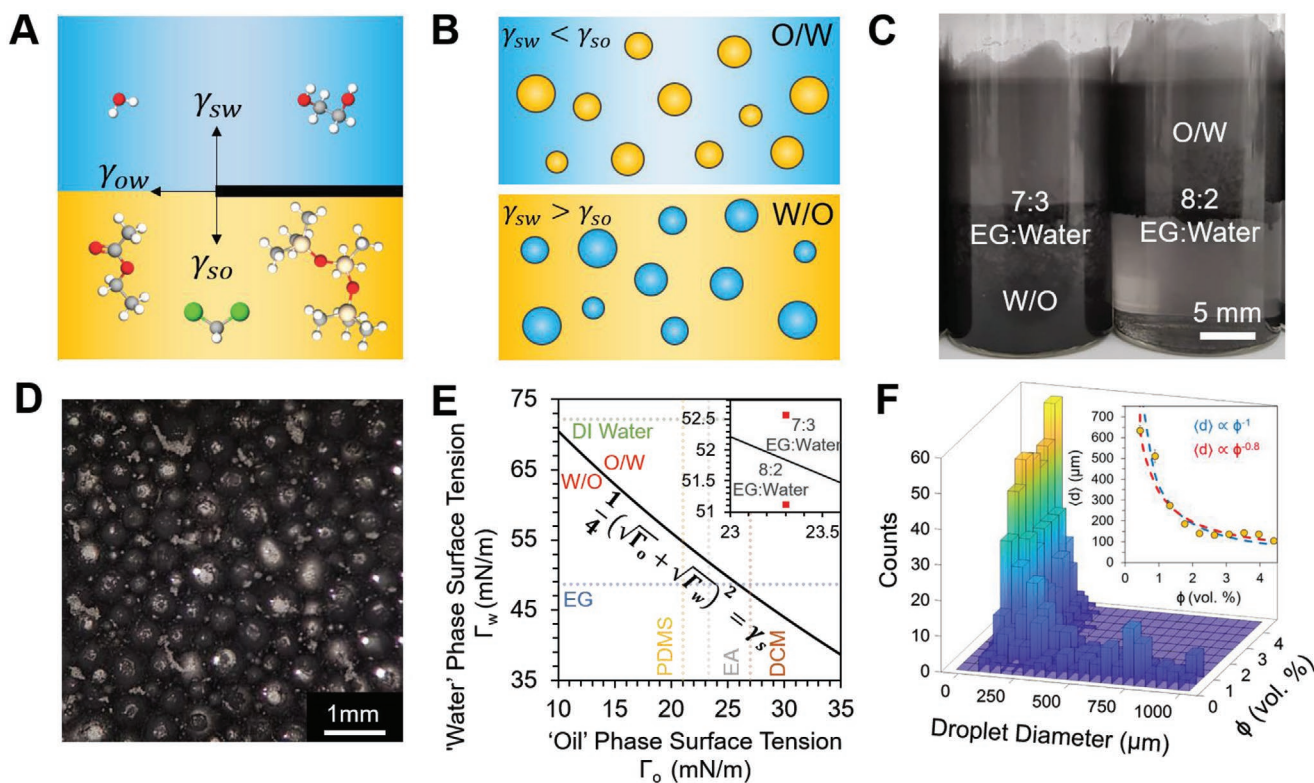 A
γsw
γow
γso
B
γsw < γso
O/W
γsw > γso
W/O
C
O/W
7:3
EG:Water
8:2
EG:Water
W/O
5 mm
D
1mm
E
'Water' Phase Surface Tension
Γw (mN/m)
75
65
55
45
35
DI Water
O/W
W/O
1/4(√Γo + √Γw)² = γs
EG
PDMS
EA
DCM
52.5
52
51.5
51
7:3
EG:Water
8:2
EG:Water
23
23.5
10
15
20
25
30
35
'Oil' Phase Surface Tension
Γo (mN/m)
F
Counts
60
50
40
30
20
10
0
0
250
500
750
1000
Droplet Diameter (µm)
0
1
2
3
4
ϕ (vol. %)
⟨d⟩ (µm)
700
600
500
400
300
200
100
0
0
1
2
3
4
ϕ (vol. %)
⟨d⟩ ∝ ϕ⁻¹
⟨d⟩ ∝ ϕ⁻⁰·⁸